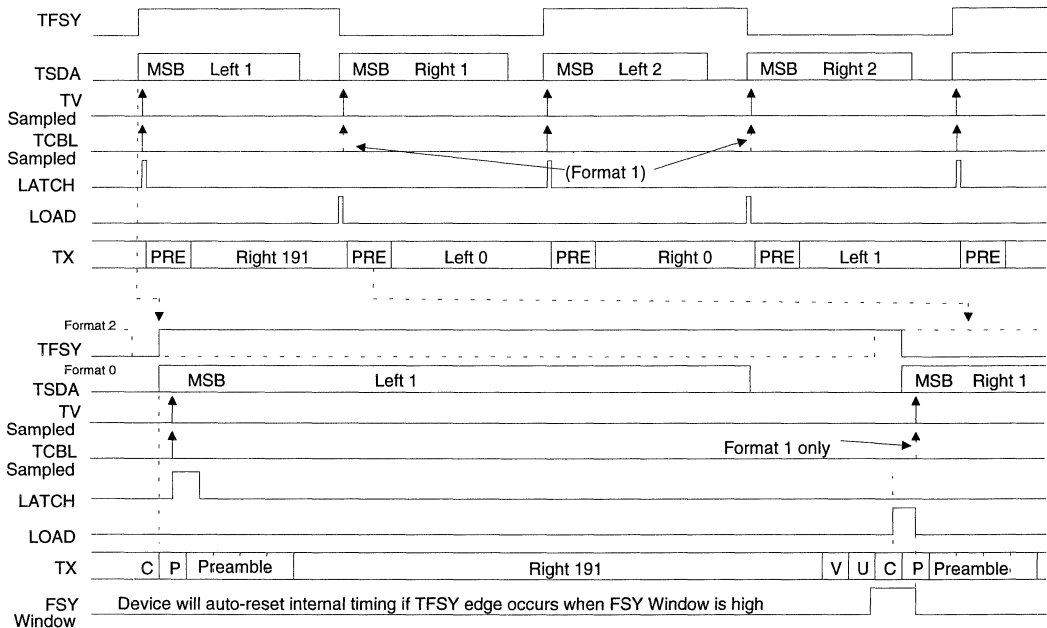 TFSY
TSDA MSB Left 1 MSB Right 1 MSB Left 2 MSB Right 2
TV
Sampled
TCBL
Sampled
(Format 1)
LATCH
LOAD
TX PRE Right 191 PRE Left 0 PRE Right 0 PRE Left 1 PRE
Format 2
TFSY
Format 0
TSDA MSB Left 1 MSB Right 1
TV
Sampled
TCBL
Sampled
Format 1 only
LATCH
LOAD
TX C P Preamble Right 191 V U C P Preamble
FSY
Window
Device will auto-reset internal timing if TFSY edge occurs when FSY Window is high